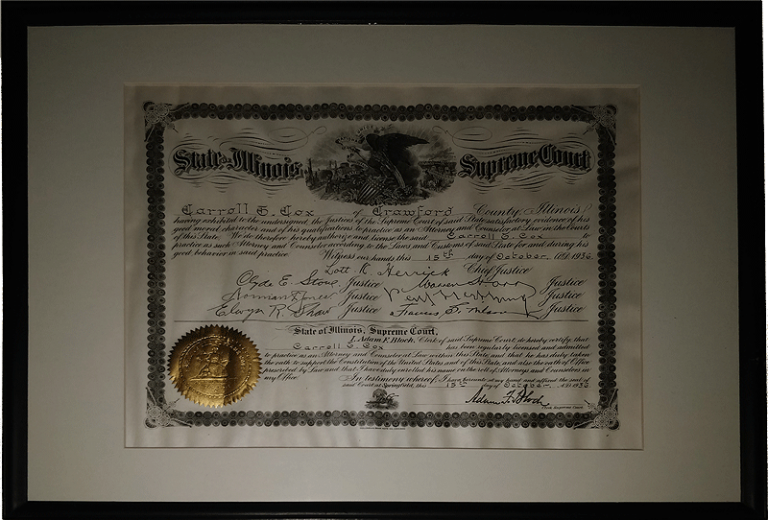 State of Illinois Supreme Court
Carroll C. Cox of Crawford County, Illinois
having exhibited to the undersigned, the Justices of the Supreme Court of said State satisfactory evidence of his
good moral character and of his qualifications to practice as an Attorney and Counselor at Law in the Courts
of this State. We do therefore hereby authorize and license the said Carroll C. Cox to
practice as such Attorney and Counselor according to the Laws and Customs of said State for and during his
good behavior in said practice. Witness our hands this 15th day of October A.D. 1936.
Lott R. Herrick Chief Justice
Clyde E. Stone Justice Warren Justice
Norman L. Jones Justice Justice
Elwyn R. Shaw Justice Francis S. Wilson Justice
State of Illinois, Supreme Court,
I, Adam F. Bloch, Clerk of said Supreme Court do hereby certify that
Carroll C. Cox has been regularly licensed and admitted
to practice as an Attorney and Counselor at Law within this State and that he has duly taken
the oath to support the Constitution of the United States and of this State, and also the oath of Office
prescribed by Law and that I have duly enrolled his name on the roll of Attorneys and Counselors in
my Office.
In testimony whereof, I have hereunto set my hand and affixed the seal of
said Court at Springfield, this 15th day of October, A.D. 1936
Adam F. Bloch
Clerk Supreme Court